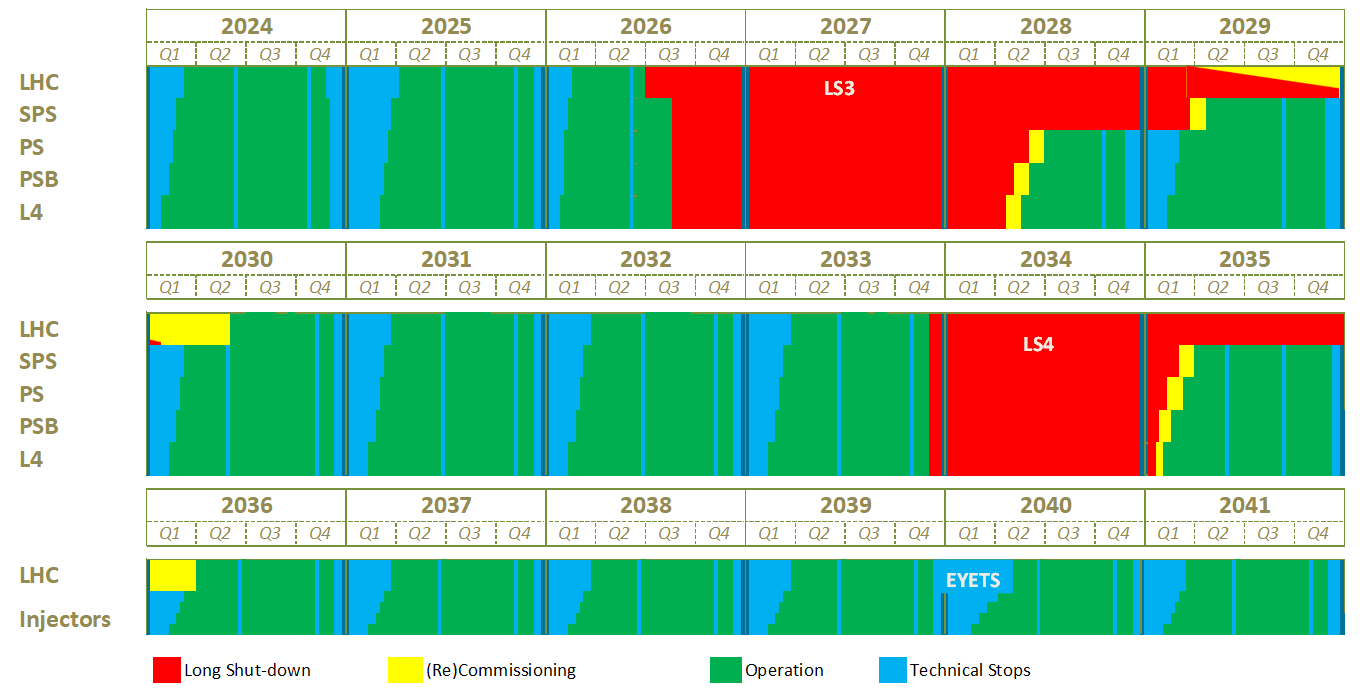 2024 2025 2026 2027 2028 2029
Q1 Q2 Q3 Q4 Q1 Q2 Q3 Q4 Q1 Q2 Q3 Q4 Q1 Q2 Q3 Q4 Q1 Q2 Q3 Q4 Q1 Q2 Q3 Q4
LHC LS3
SPS
PS
PSB
L4
2030 2031 2032 2033 2034 2035
Q1 Q2 Q3 Q4 Q1 Q2 Q3 Q4 Q1 Q2 Q3 Q4 Q1 Q2 Q3 Q4 Q1 Q2 Q3 Q4 Q1 Q2 Q3 Q4
LHC LS4
SPS
PS
PSB
L4
2036 2037 2038 2039 2040 2041
Q1 Q2 Q3 Q4 Q1 Q2 Q3 Q4 Q1 Q2 Q3 Q4 Q1 Q2 Q3 Q4 Q1 Q2 Q3 Q4 Q1 Q2 Q3 Q4
LHC EYETS
Injectors
Long Shut-down (Re)Commissioning Operation Technical Stops